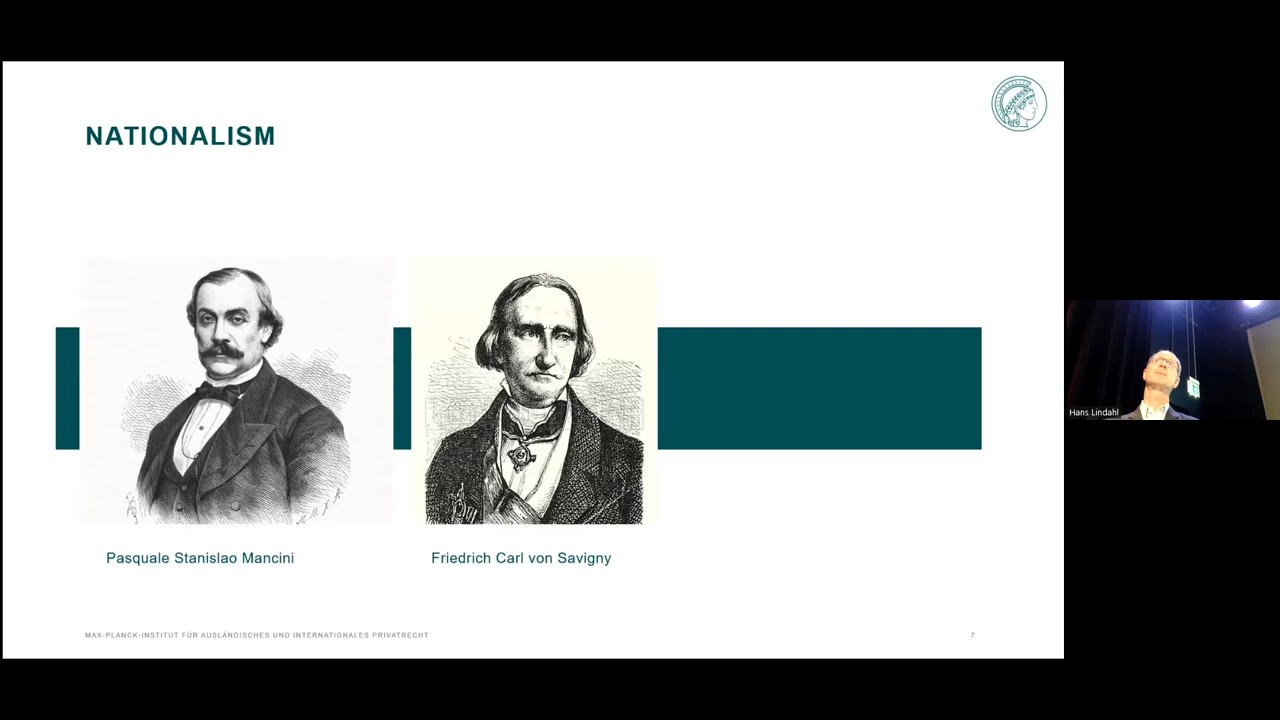 NATIONALISM
Pasquale Stanislao Mancini
Friedrich Carl von Savigny
MAX-PLANCK-INSTITUT FÜR AUSLÄNDISCHES UND INTERNATIONALES PRIVATRECHT
7
Hans Lindahl